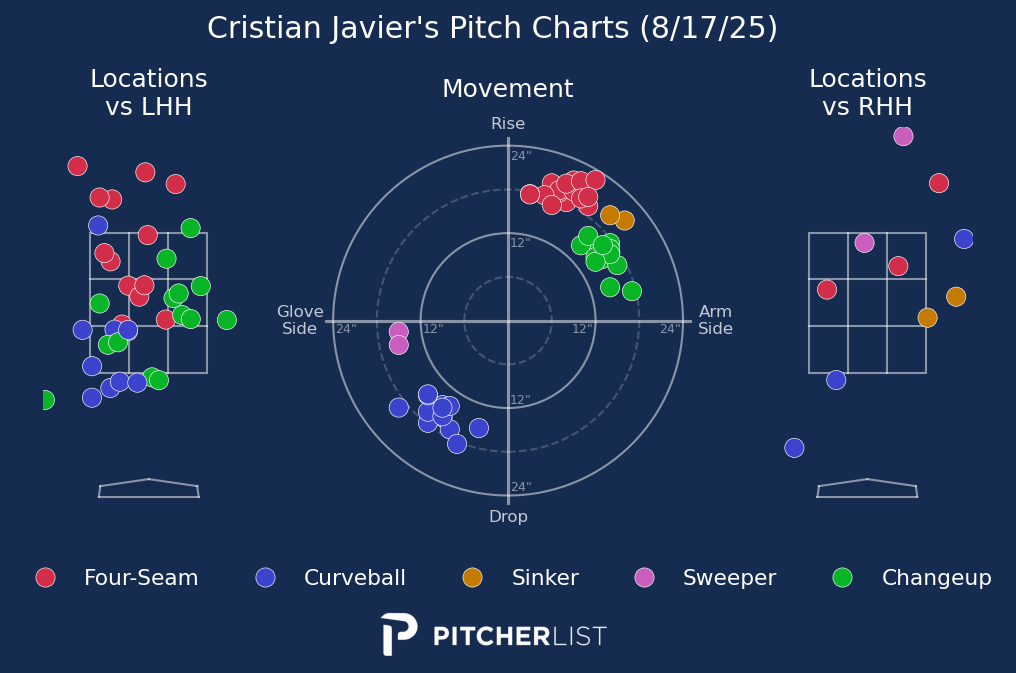 Cristian Javier's Pitch Charts (8/17/25)
Locations
vs LHH
Movement
Locations
vs RHH
Rise
24"
12"
Glove
Side
24"
12"
12"
24"
Arm
Side
12"
24"
Drop
Four-Seam
Curveball
Sinker
Sweeper
Changeup
PITCHERLIST